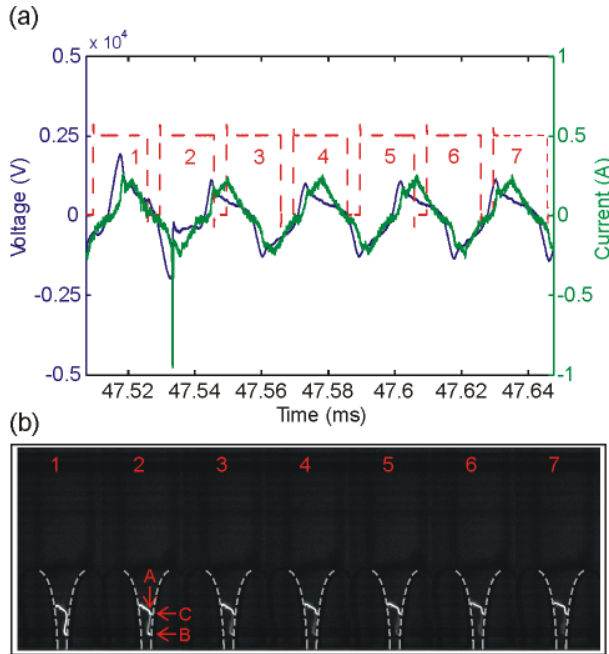 (a)
x 10⁴
0.5
0.25
0
-0.25
-0.5
Voltage (V)
1 2 3 4 5 6 7
1
0.5
0
-0.5
-1
Current (A)
47.52 47.54 47.56 47.58 47.6 47.62 47.64
Time (ms)
(b)
1 2 3 4 5 6 7
A
C
B